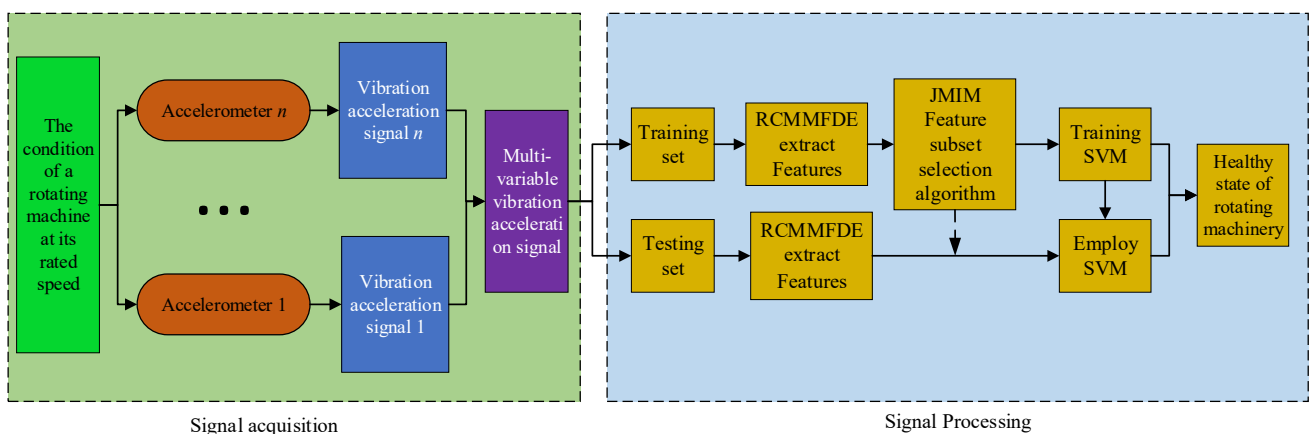 The
condition
of a
rotating
machine
at its
rated
speed
Accelerometer n
Accelerometer 1
Vibration
acceleration
signal n
Vibration
acceleration
signal 1
Multi-
variable
vibration
accelerati
on signal
Training
set
RCMMFDE
extract
Features
JMIM
Feature
subset
selection
algorithm
Training
SVM
Testing
set
RCMMFDE
extract
Features
Employ
SVM
Healthy
state of
rotating
machinery
Signal acquisition
Signal Processing